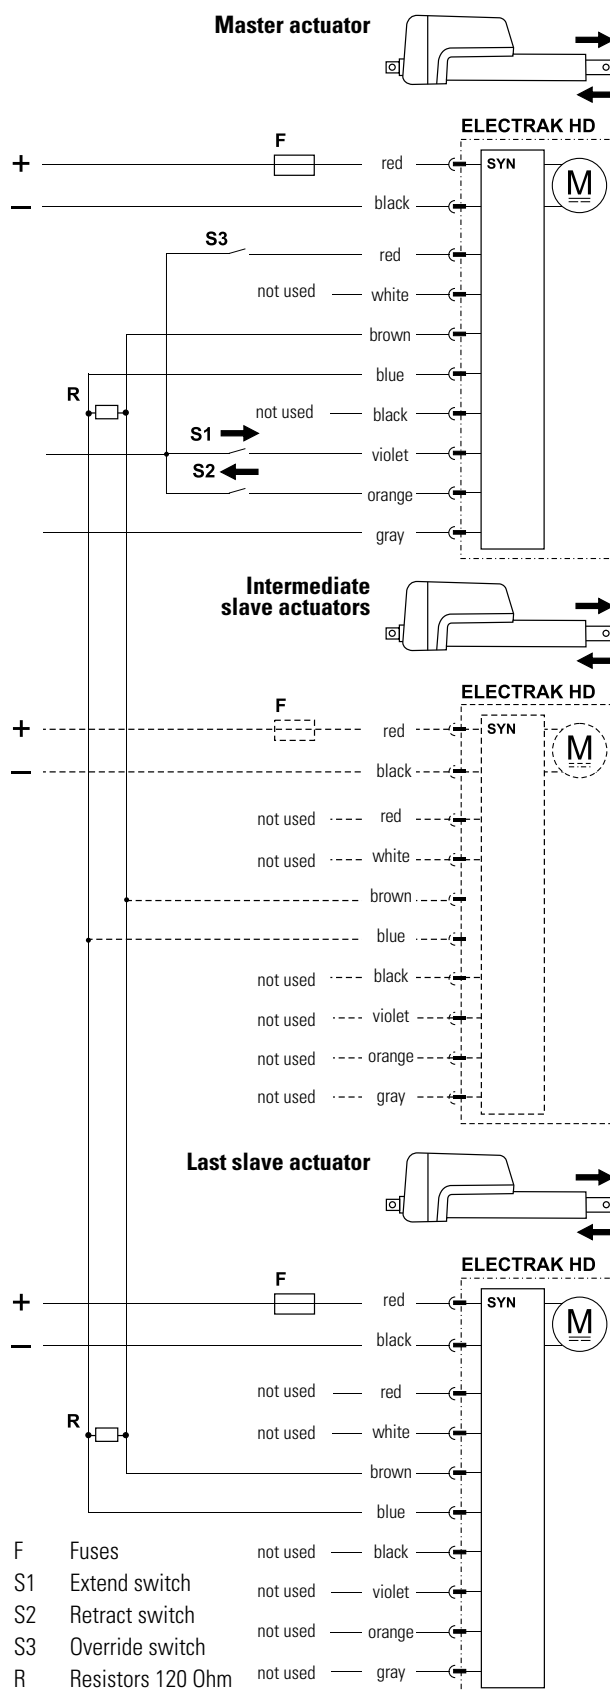 Master actuator
ELECTRAK HD
F
+ red SYN M
– black
S3
red
not used white
brown
blue
R
not used black
S1
violet
S2
orange
gray
Intermediate
slave actuators
ELECTRAK HD
F
+ red SYN M
– black
not used red
not used white
brown
blue
not used black
not used violet
not used orange
not used gray
Last slave actuator
ELECTRAK HD
F
+ red SYN M
– black
not used red
R
not used white
brown
blue
not used black
not used violet
not used orange
not used gray
F Fuses
S1 Extend switch
S2 Retract switch
S3 Override switch
R Resistors 120 Ohm